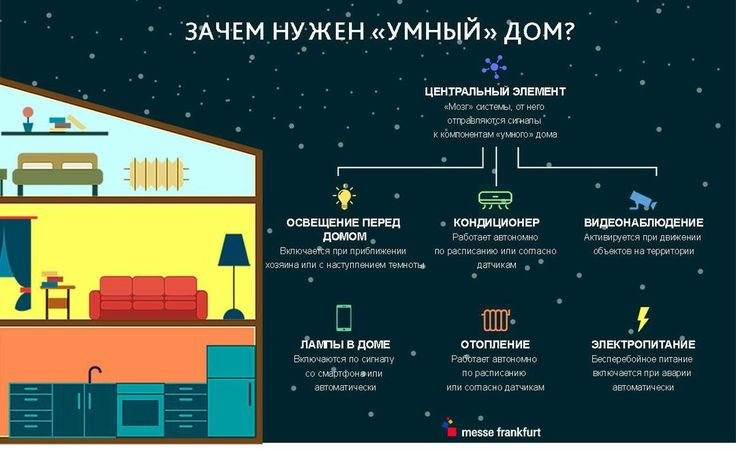 ЗАЧЕМ НУЖЕН «УМНЫЙ» ДОМ?
ЦЕНТРАЛЬНЫЙ ЭЛЕМЕНТ
«Мозг» системы, от него
отправляются сигналы
к компонентам «умного» дома
ОСВЕЩЕНИЕ ПЕРЕД
ДОМОМ
Включается при приближении
хозяина или с наступлением темноты
КОНДИЦИОНЕР
Работает автономно
по расписанию или согласно
датчикам
ВИДЕОНАБЛЮДЕНИЕ
Активируется при движении
объектов на территории
ЛАМПЫ В ДОМЕ
Включаются по сигналу
со смартфона или
автоматически
ОТОПЛЕНИЕ
Работает автономно
по расписанию
или согласно датчикам
ЭЛЕКТРОПИТАНИЕ
Бесперебойное питание
включается при аварии
автоматически
messe frankfurt